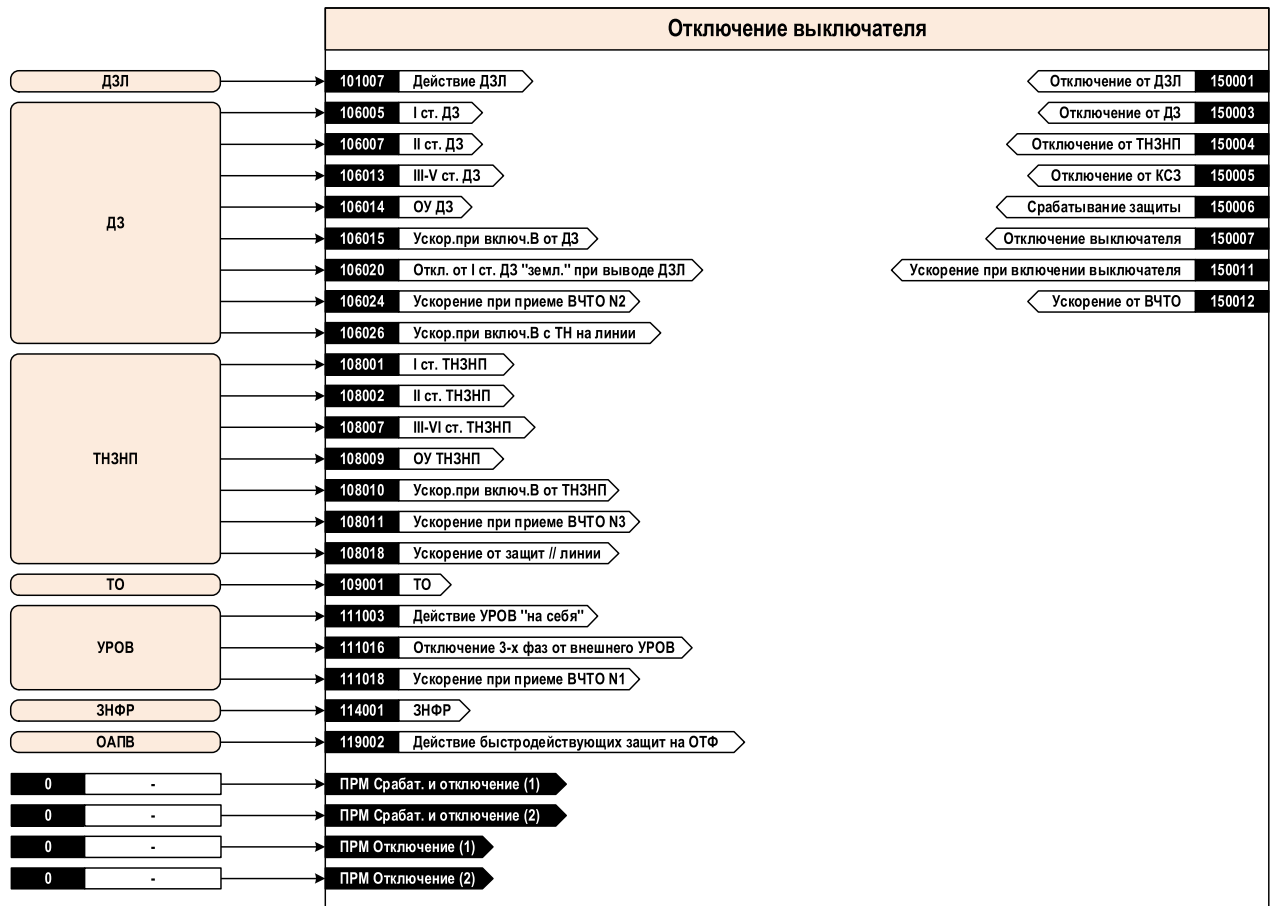 Отключение выключателя
ДЗЛ 101007 Действие ДЗЛ Отключение от ДЗЛ 150001
106005 I ст. ДЗ Отключение от ДЗ 150003
106007 II ст. ДЗ Отключение от ТНЗНП 150004
106013 III-V ст. ДЗ Отключение от КСЗ 150005
106014 ОУ ДЗ Срабатывание защиты 150006
ДЗ
106015 Ускор.при включ.В от ДЗ Отключение выключателя 150007
106020 Откл. от I ст. ДЗ "земл." при выводе ДЗЛ Ускорение при включении выключателя 150011
106024 Ускорение при приеме ВЧТО N2 Ускорение от ВЧТО 150012
106026 Ускор.при включ.В с ТН на линии
108001 I ст. ТНЗНП
108002 II ст. ТНЗНП
108007 III-VI ст. ТНЗНП
ТНЗНП 108009 ОУ ТНЗНП
108010 Ускор.при включ.В от ТНЗНП
108011 Ускорение при приеме ВЧТО N3
108018 Ускорение от защит // линии
ТО 109001 ТО
111003 Действие УРОВ "на себя"
УРОВ 111016 Отключение 3-х фаз от внешнего УРОВ
111018 Ускорение при приеме ВЧТО N1
ЗНФР 114001 ЗНФР
ОАПВ 119002 Действие быстродействующих защит на ОТФ
0 - ПРМ Срабат. и отключение (1)
0 - ПРМ Срабат. и отключение (2)
0 - ПРМ Отключение (1)
0 - ПРМ Отключение (2)